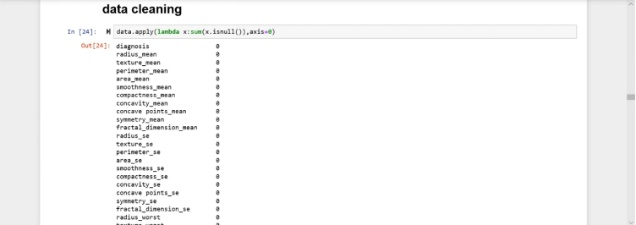 data cleaning
In [24]: data.apply(lambda x:sum(x.isnull()),axis=0)
Out[24]: diagnosis 0
radius_mean 0
texture_mean 0
perimeter_mean 0
area_mean 0
smoothness_mean 0
compactness_mean 0
concavity_mean 0
concave points_mean 0
symmetry_mean 0
fractal_dimension_mean 0
radius_se 0
texture_se 0
perimeter_se 0
area_se 0
smoothness_se 0
compactness_se 0
concavity_se 0
concave points_se 0
symmetry_se 0
fractal_dimension_se 0
radius_worst 0